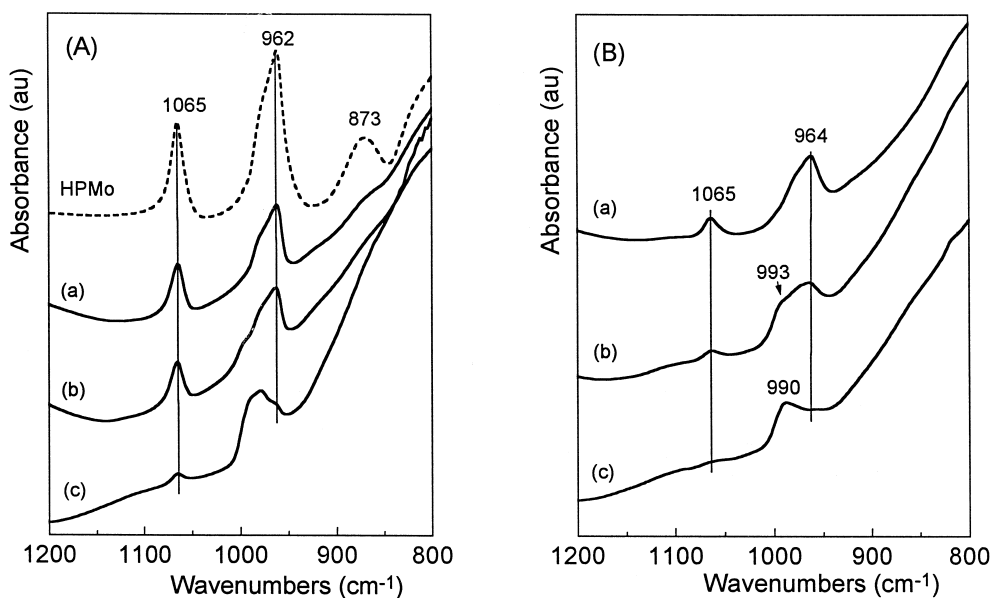 (A)
962
1065
873
HPMo
(a)
(b)
(c)
Absorbance (au)
1200 1100 1000 900 800
Wavenumbers (cm-1)
(B)
964
1065
(a)
993
(b)
990
(c)
Absorbance (au)
1200 1100 1000 900 800
Wavenumbers (cm-1)